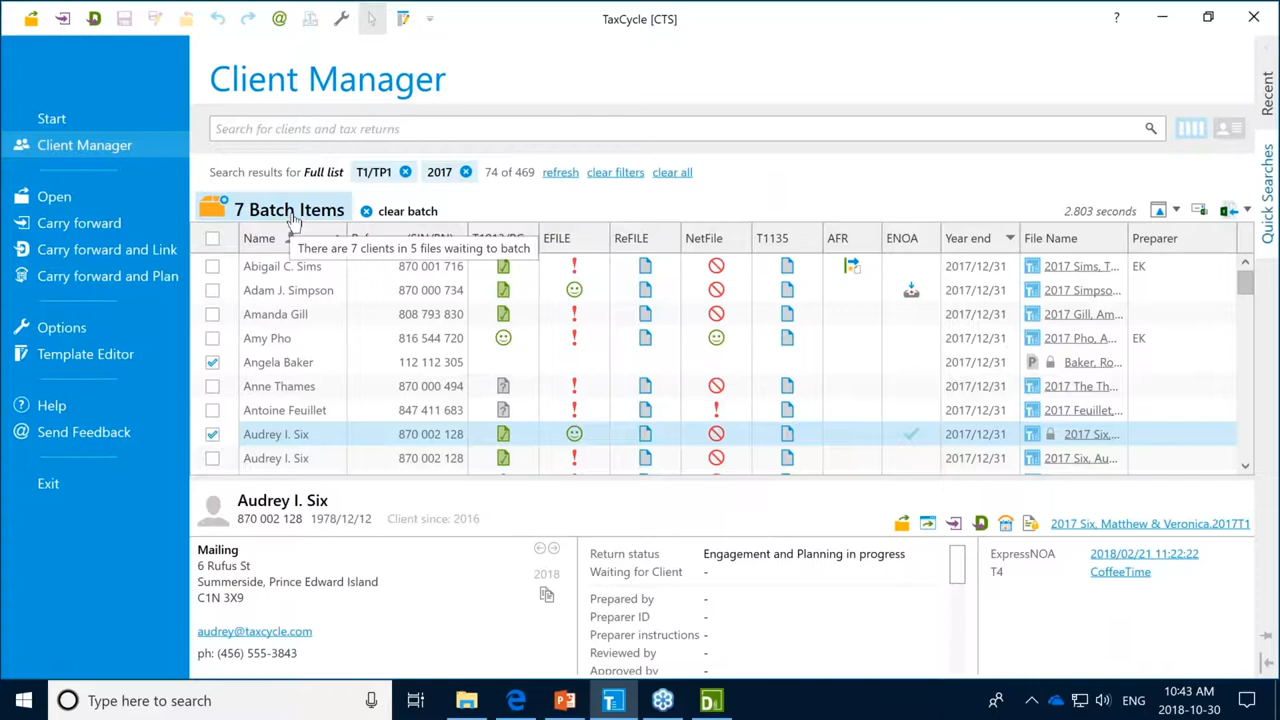 TaxCycle [CTS]
?
Client Manager
Start
Client Manager
Open
Carry forward
Carry forward and Link
Carry forward and Plan
Options
Template Editor
Help
Send Feedback
Exit
Search for clients and tax returns
Search results for Full list T1/TP1 2017 74 of 469 refresh clear filters clear all
7 Batch Items clear batch 2.803 seconds
Name EFILE ReFILE NetFile T1135 AFR ENOA Year end File Name Preparer
There are 7 clients in 5 files waiting to batch
Abigail C. Sims 870 001 716 2017/12/31 2017 Sims, T... EK
Adam J. Simpson 870 000 734 2017/12/31 2017 Simpso...
Amanda Gill 808 793 830 2017/12/31 2017 Gill, Am...
Amy Pho 816 544 720 2017/12/31 2017 Pho, A... EK
Angela Baker 112 112 305 2017/12/31 Baker, Ro...
Anne Thames 870 000 494 2017/12/31 2017 The Th...
Antoine Feuillet 847 411 683 2017/12/31 2017 Feuillet,...
Audrey I. Six 870 002 128 2017/12/31 2017 Six,...
Audrey I. Six 870 002 128 2017/12/31 2017 Six, Au...
Audrey I. Six
870 002 128 1978/12/12 Client since: 2016
2017 Six, Matthew & Veronica.2017T1
Mailing
6 Rufus St
Summerside, Prince Edward Island
C1N 3X9
audrey@taxcycle.com
ph: (456) 555-3843
2018
Return status Engagement and Planning in progress
Waiting for Client -
Prepared by -
Preparer ID -
Preparer instructions -
Reviewed by -
Approved by -
ExpressNOA 2018/02/21 11:22:22
T4 CoffeeTime
Recent
Quick Searches
Type here to search
ENG
10:43 AM
2018-10-30